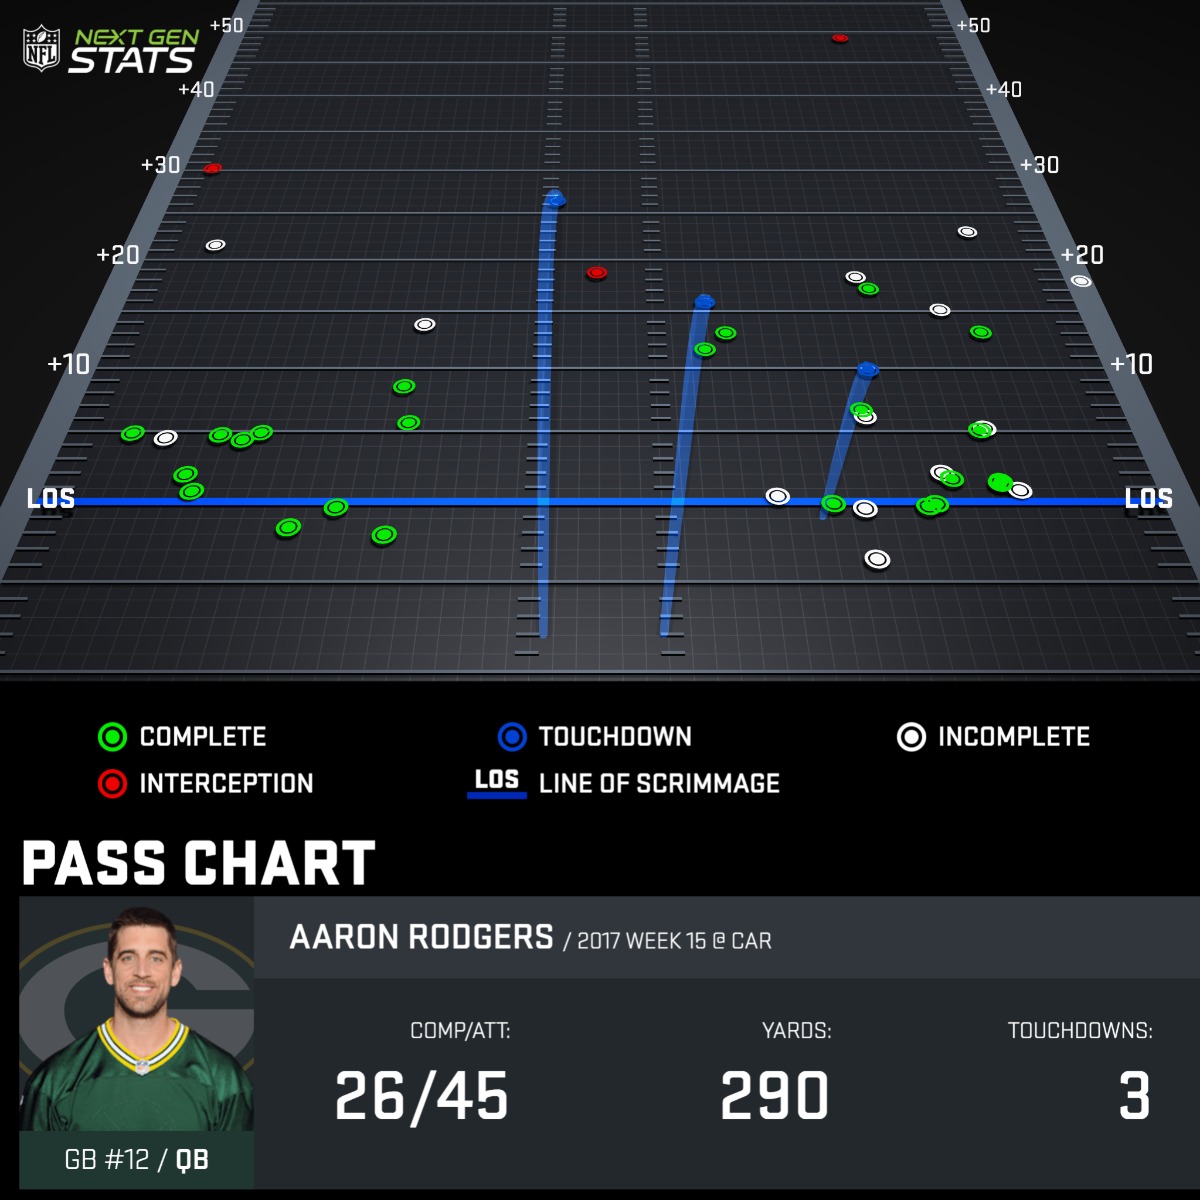 NFL NEXT GEN STATS
+50 +50
+40 +40
+30 +30
+20 +20
+10 +10
LOS LOS
COMPLETE TOUCHDOWN INCOMPLETE
INTERCEPTION LOS LINE OF SCRIMMAGE
PASS CHART
AARON RODGERS / 2017 WEEK 15 @ CAR
COMP/ATT: YARDS: TOUCHDOWNS:
26/45 290 3
GB #12 / QB